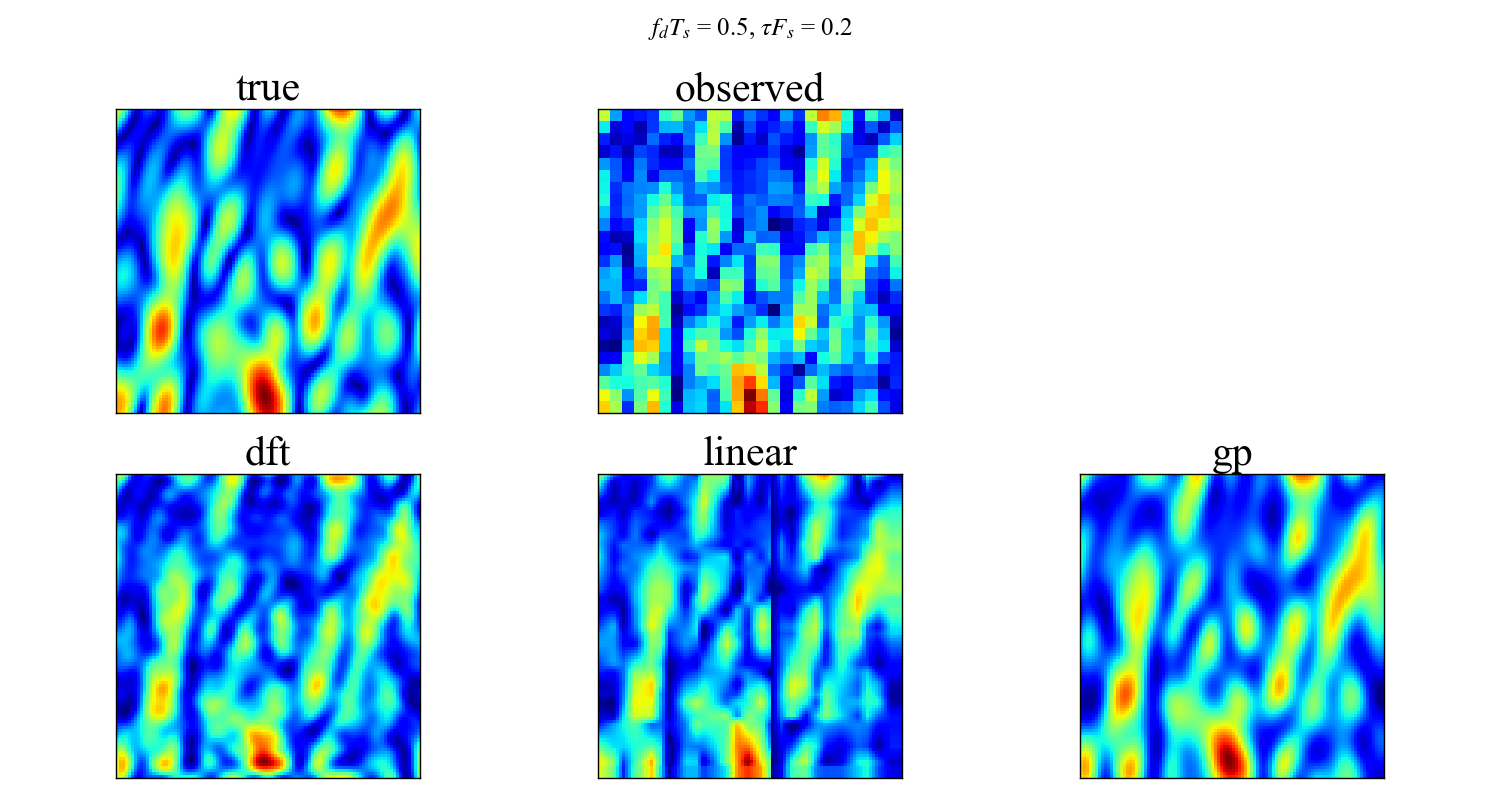 f_dT_s = 0.5, τF_s = 0.2
true
observed
dft
linear
gp